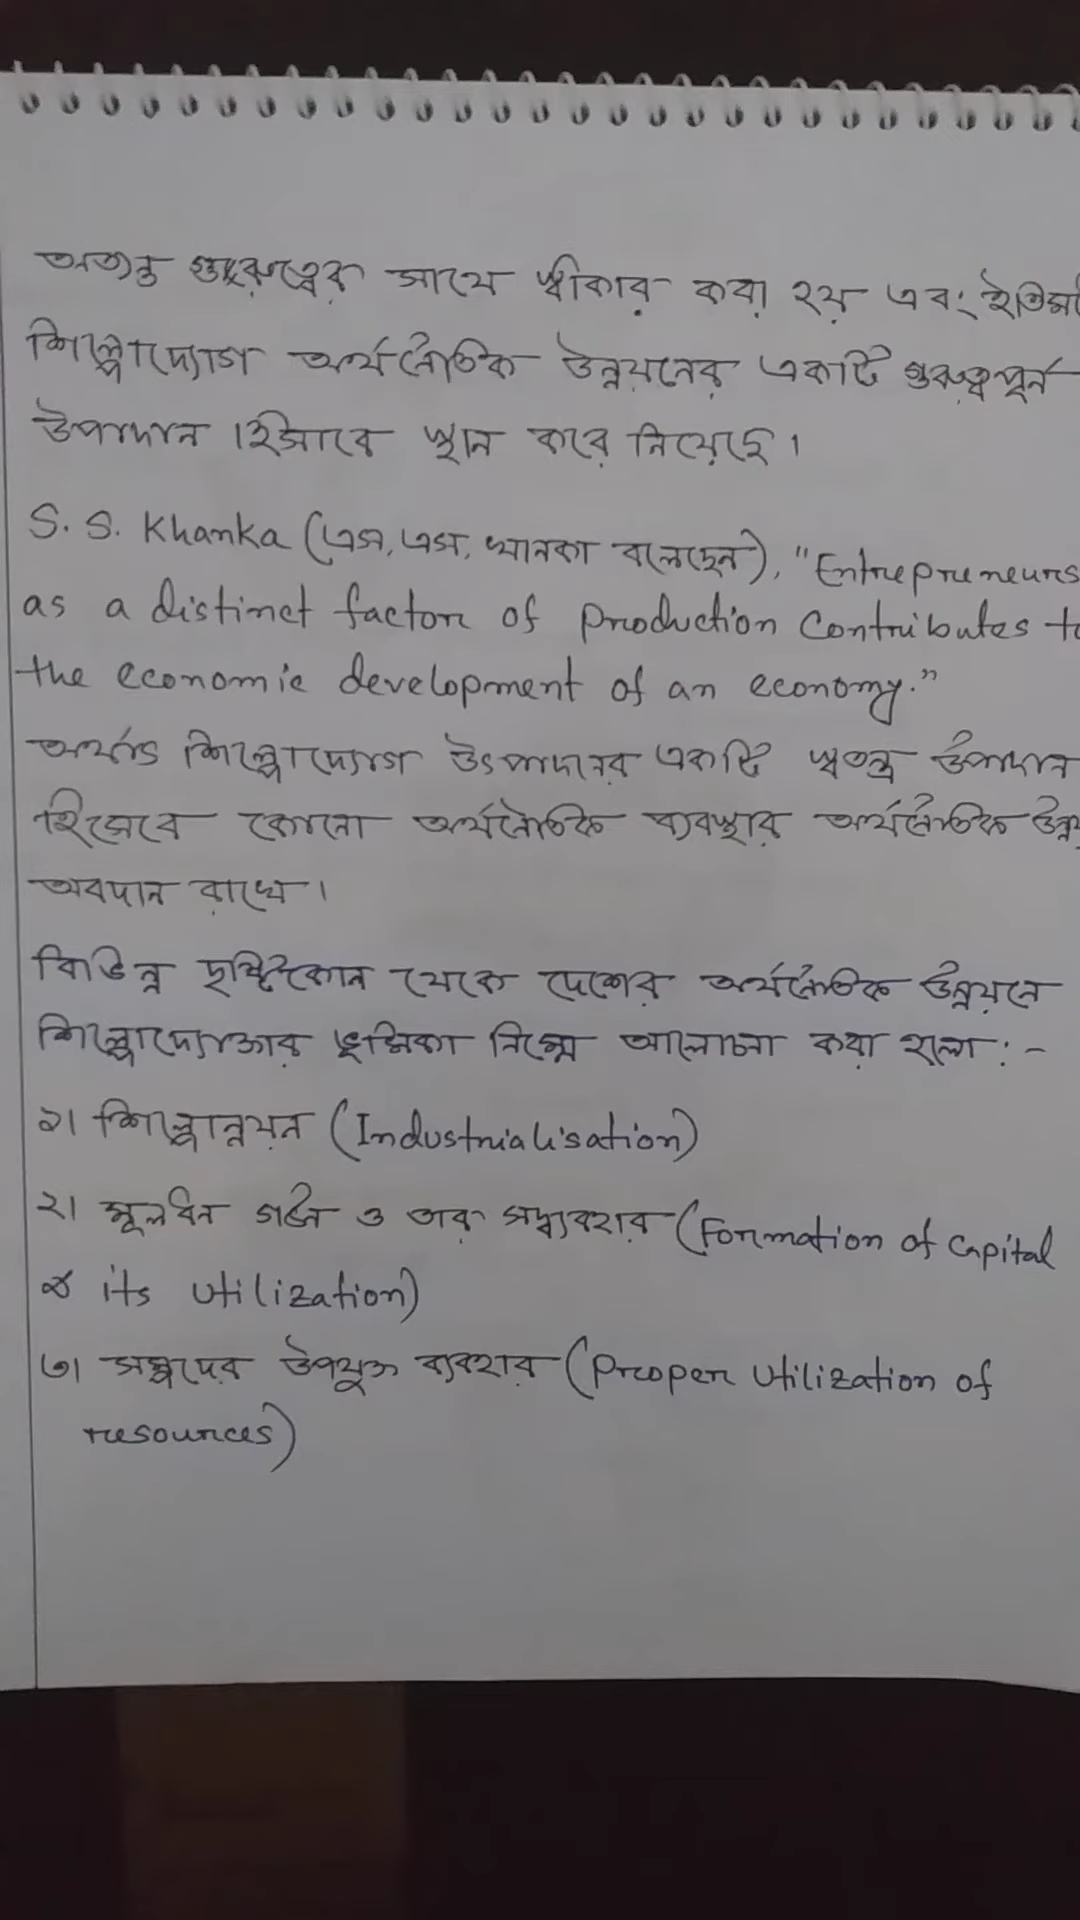 অত্যন্ত গুরুত্বের সাথে স্বীকার করা হয় এবং ইতিমধ
শিল্পোদ্যোগ অর্থনৈতিক উন্নয়নের একটি গুরুত্বপূর্ন
উপাদান হিসাবে স্থান করে নিয়েছে।
S. S. Khanka (এস. এস. খানকা বলেছেন), "Entrepreneurs
as a distinct factor of production contributes to
the economic development of an economy."
অর্থাৎ শিল্পোদ্যোগ উৎপাদনের একটি স্বতন্ত্র উপাদান
হিসেবে কোনো অর্থনৈতিক ব্যবস্থার অর্থনৈতিক উন্নয়
অবদান রাখে।
বিভিন্ন দৃষ্টিকোন থেকে দেশের অর্থনৈতিক উন্নয়নে
শিল্পোদ্যোক্তার ভূমিকা নিম্নে আলোচনা করা হলো :-
১। শিল্পোন্নয়ন (Industrialisation)
২। মূলধন গঠন ও তার সদ্ব্যবহার (Formation of Capital
& its utilization)
৩। সম্পদের উপযুক্ত ব্যবহার (Proper utilization of
resources)